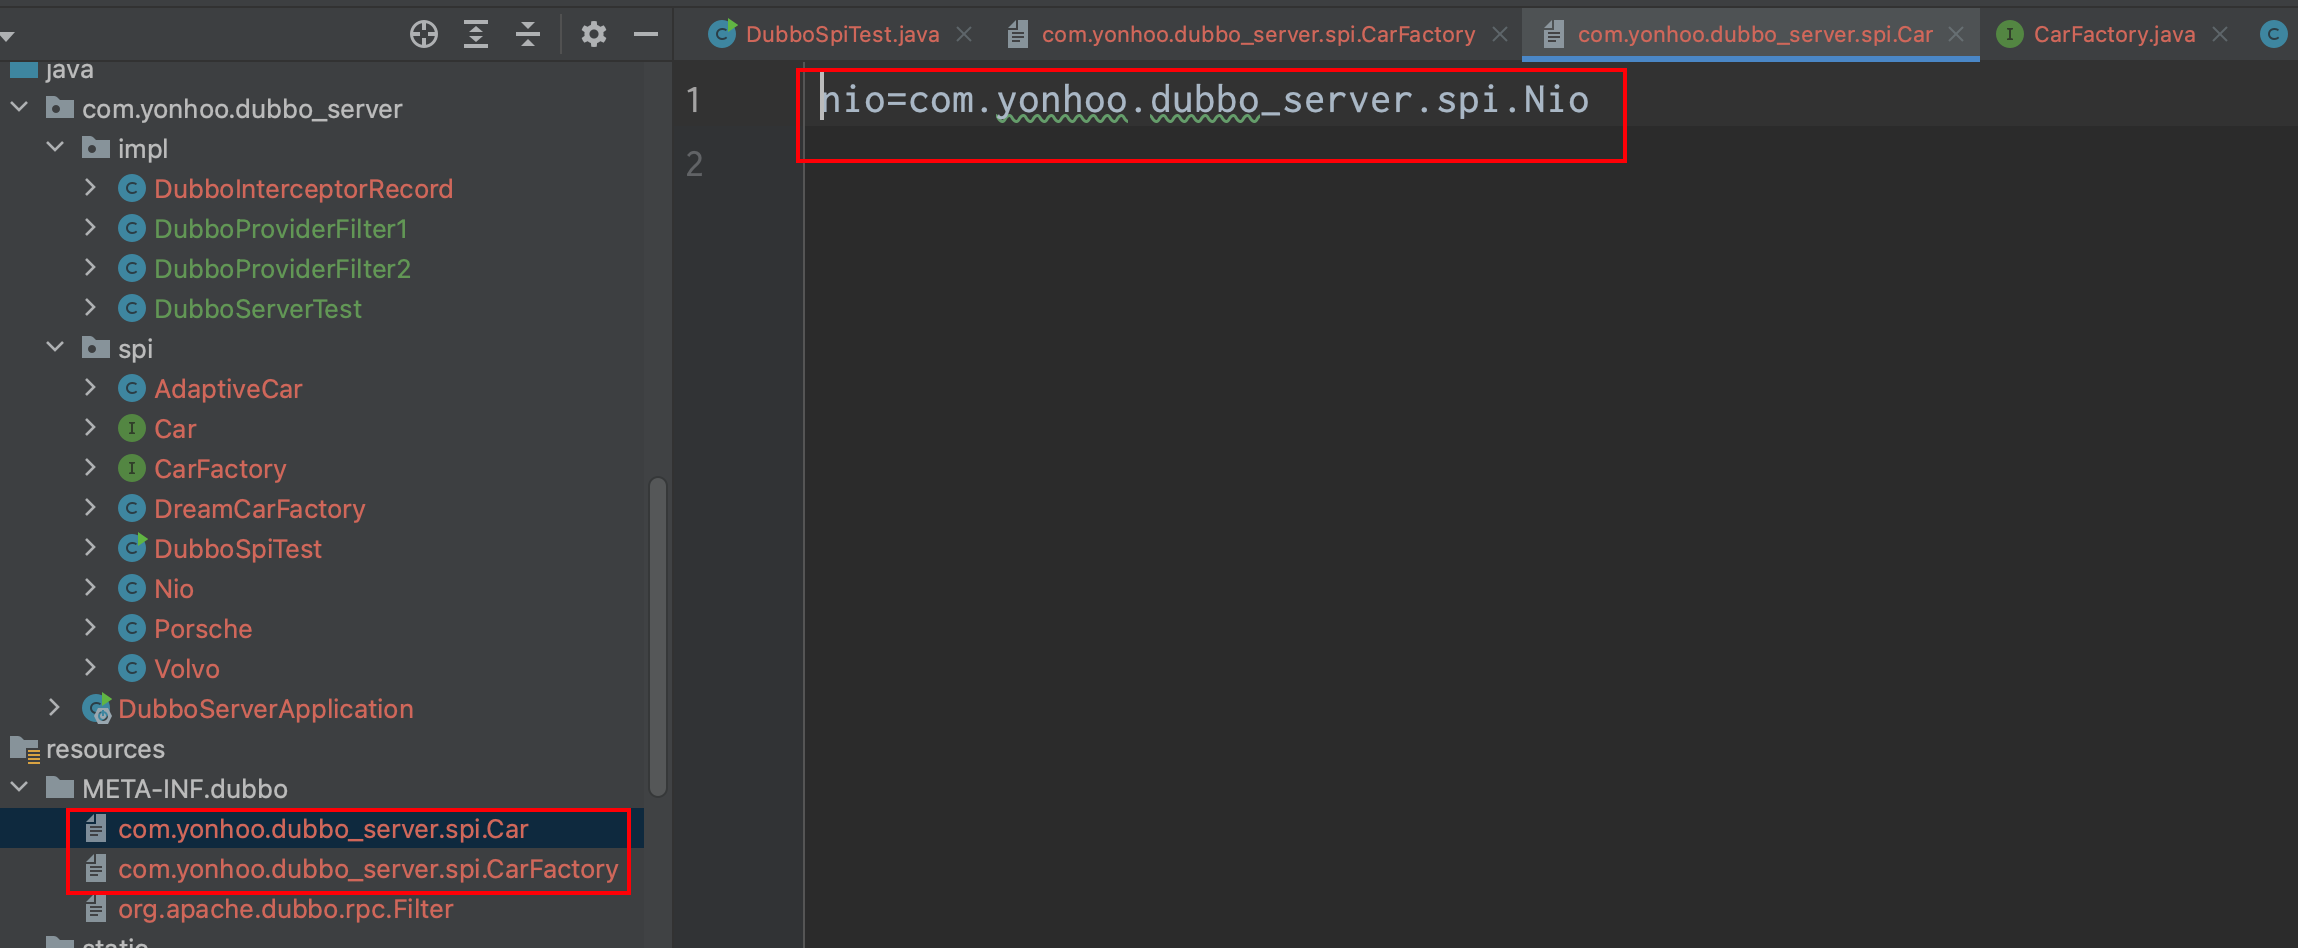 DubboSpiTest.java
com.yonhoo.dubbo_server.spi.CarFactory
com.yonhoo.dubbo_server.spi.Car
CarFactory.java
java
com.yonhoo.dubbo_server
impl
DubboInterceptorRecord
DubboProviderFilter1
DubboProviderFilter2
DubboServerTest
spi
AdaptiveCar
Car
CarFactory
DreamCarFactory
DubboSpiTest
Nio
Porsche
Volvo
DubboServerApplication
resources
META-INF.dubbo
com.yonhoo.dubbo_server.spi.Car
com.yonhoo.dubbo_server.spi.CarFactory
org.apache.dubbo.rpc.Filter
static
1 nio=com.yonhoo.dubbo_server.spi.Nio
2